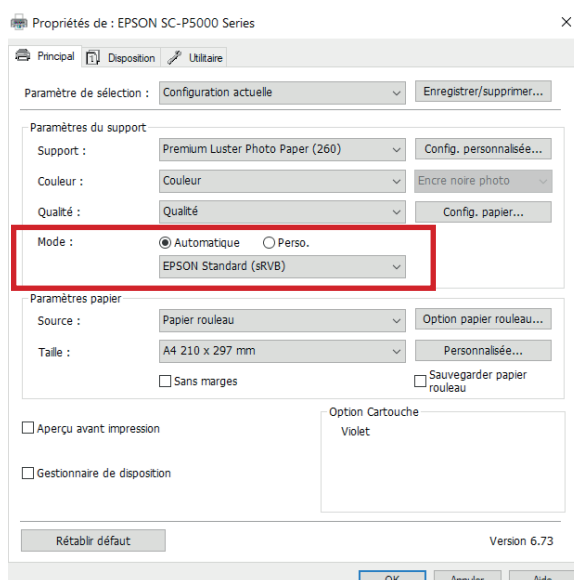 Propriétés de : EPSON SC-P5000 Series
Principal Disposition Utilitaire
Paramètre de sélection : Configuration actuelle Enregistrer/supprimer...
Paramètres du support
Support : Premium Luster Photo Paper (260) Config. personnalisée...
Couleur : Couleur Encre noire photo
Qualité : Qualité Config. papier...
Mode : Automatique Perso.
EPSON Standard (sRVB)
Paramètres papier
Source : Papier rouleau Option papier rouleau...
Taille : A4 210 x 297 mm Personnalisée...
Sans marges Sauvegarder papier
rouleau
Option Cartouche
Aperçu avant impression Violet
Gestionnaire de disposition
Rétablir défaut Version 6.73
OK Annuler Aide